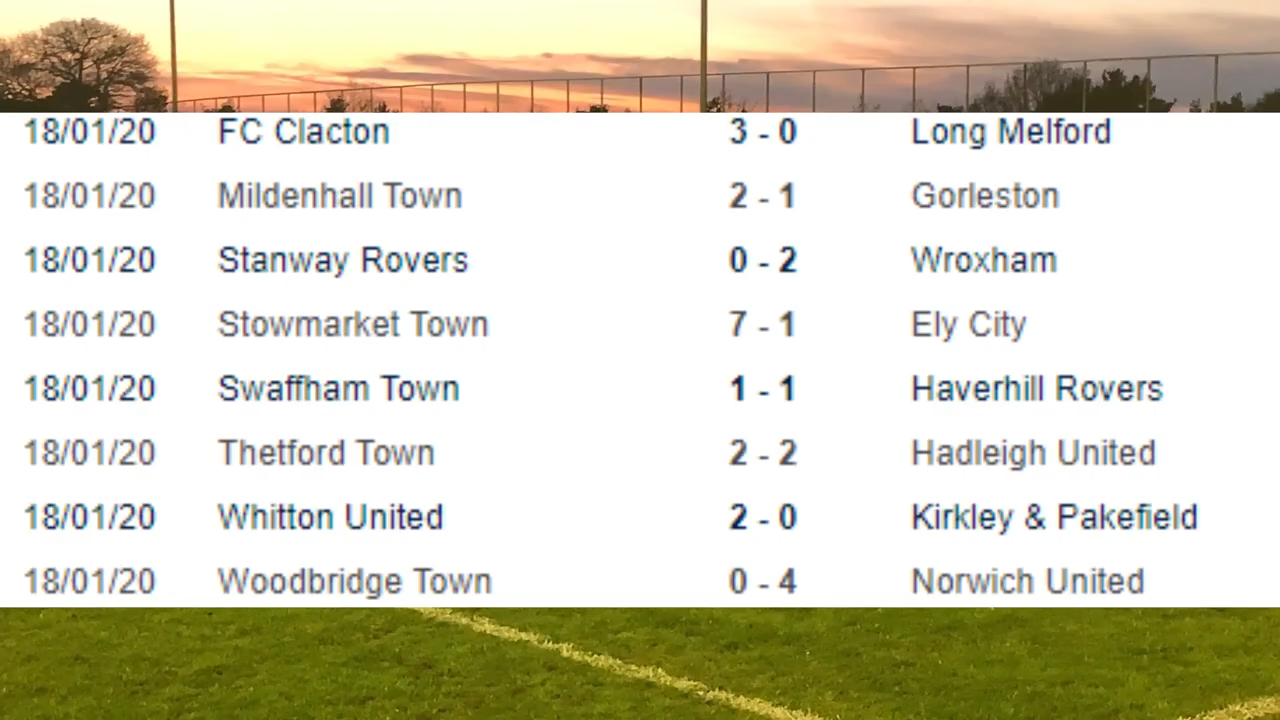 18/01/20 FC Clacton 3 - 0 Long Melford
18/01/20 Mildenhall Town 2 - 1 Gorleston
18/01/20 Stanway Rovers 0 - 2 Wroxham
18/01/20 Stowmarket Town 7 - 1 Ely City
18/01/20 Swaffham Town 1 - 1 Haverhill Rovers
18/01/20 Thetford Town 2 - 2 Hadleigh United
18/01/20 Whitton United 2 - 0 Kirkley & Pakefield
18/01/20 Woodbridge Town 0 - 4 Norwich United